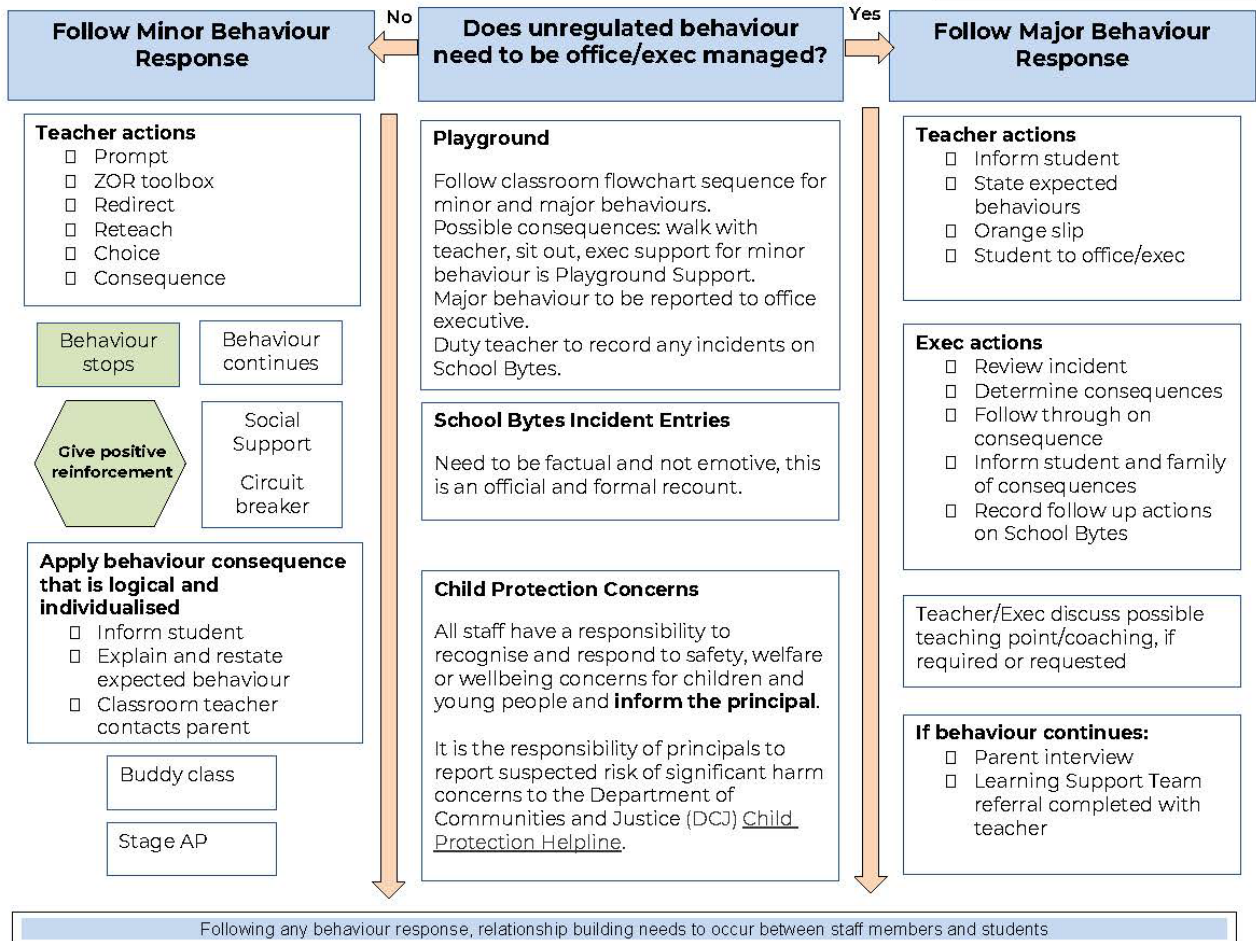 Follow Minor Behaviour
Response
No
Does unregulated behaviour
need to be office/exec managed?
Yes
Follow Major Behaviour
Response
Teacher actions
Prompt
ZOR toolbox
Redirect
Reteach
Choice
Consequence
Behaviour
stops
Behaviour
continues
Give positive
reinforcement
Social
Support
Circuit
breaker
Apply behaviour consequence
that is logical and
individualised
Inform student
Explain and restate
expected behaviour
Classroom teacher
contacts parent
Buddy class
Stage AP
Playground
Follow classroom flowchart sequence for
minor and major behaviours.
Possible consequences: walk with
teacher, sit out, exec support for minor
behaviour is Playground Support.
Major behaviour to be reported to office
executive.
Duty teacher to record any incidents on
School Bytes.
School Bytes Incident Entries
Need to be factual and not emotive, this
is an official and formal recount.
Child Protection Concerns
All staff have a responsibility to
recognise and respond to safety, welfare
or wellbeing concerns for children and
young people and inform the principal.
It is the responsibility of principals to
report suspected risk of significant harm
concerns to the Department of
Communities and Justice (DCJ) Child
Protection Helpline.
Teacher actions
Inform student
State expected
behaviours
Orange slip
Student to office/exec
Exec actions
Review incident
Determine consequences
Follow through on
consequence
Inform student and family
of consequences
Record follow up actions
on School Bytes
Teacher/Exec discuss possible
teaching point/coaching, if
required or requested
If behaviour continues:
Parent interview
Learning Support Team
referral completed with
teacher
Following any behaviour response, relationship building needs to occur between staff members and students